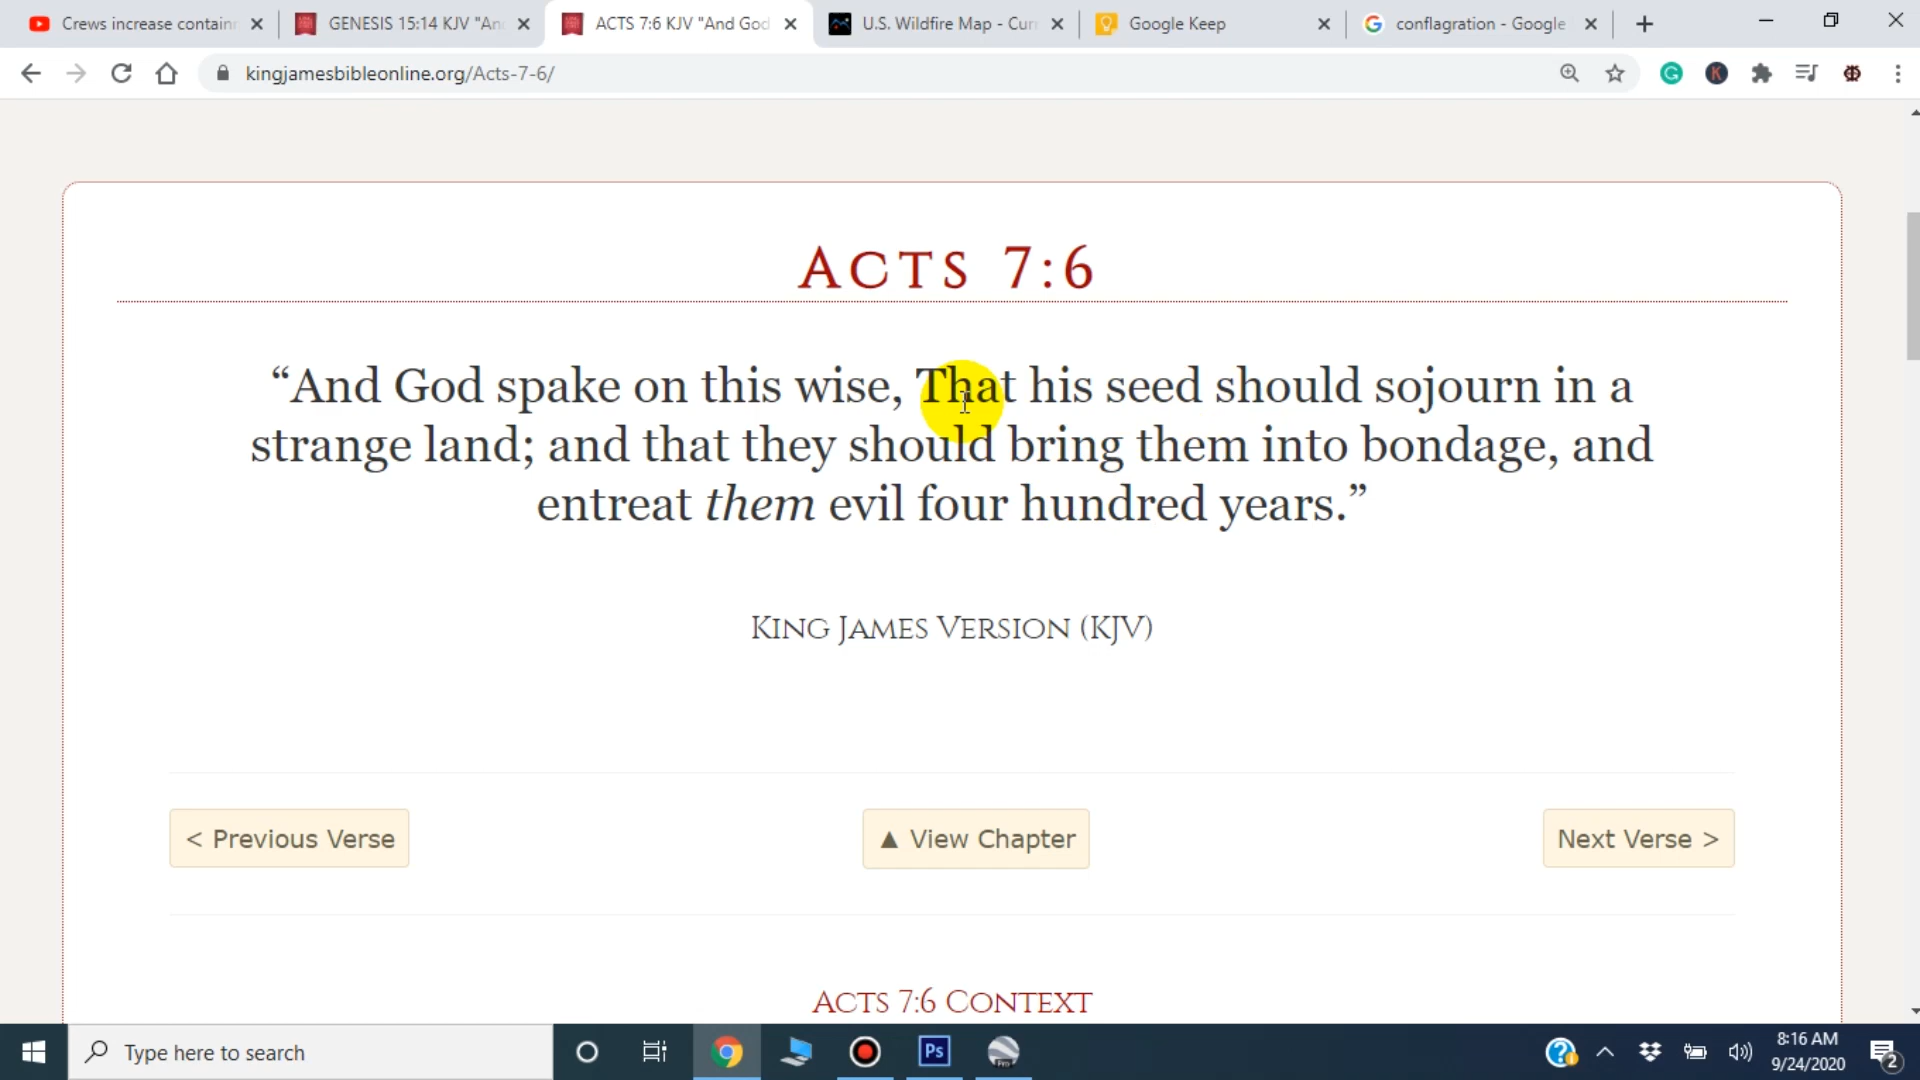 Crews increase containm
GENESIS 15:14 KJV "An
ACTS 7:6 KJV "And God
U.S. Wildfire Map - Curr
Google Keep
conflagration - Google
kingjamesbibleonline.org/Acts-7-6/
K
ACTS 7:6
“And God spake on this wise, That his seed should sojourn in a
strange land; and that they should bring them into bondage, and
entreat them evil four hundred years.”
KING JAMES VERSION (KJV)
< Previous Verse
▲ View Chapter
Next Verse >
ACTS 7:6 CONTEXT
Type here to search
Ps
8:16 AM
9/24/2020
2